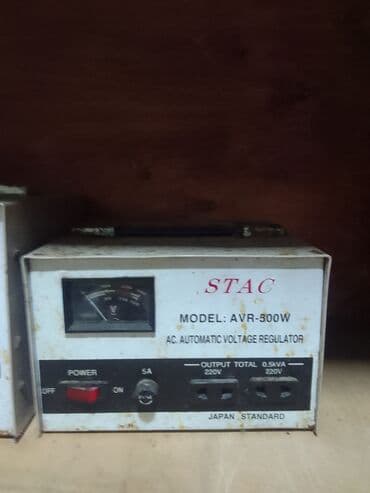 STAC
MODEL: AVR-500W
AC. AUTOMATIC VOLTAGE REGULATOR
POWER
OFF
ON
5A
OUTPUT TOTAL 0.5kVA
220V
220V
JAPAN STANDARD
V